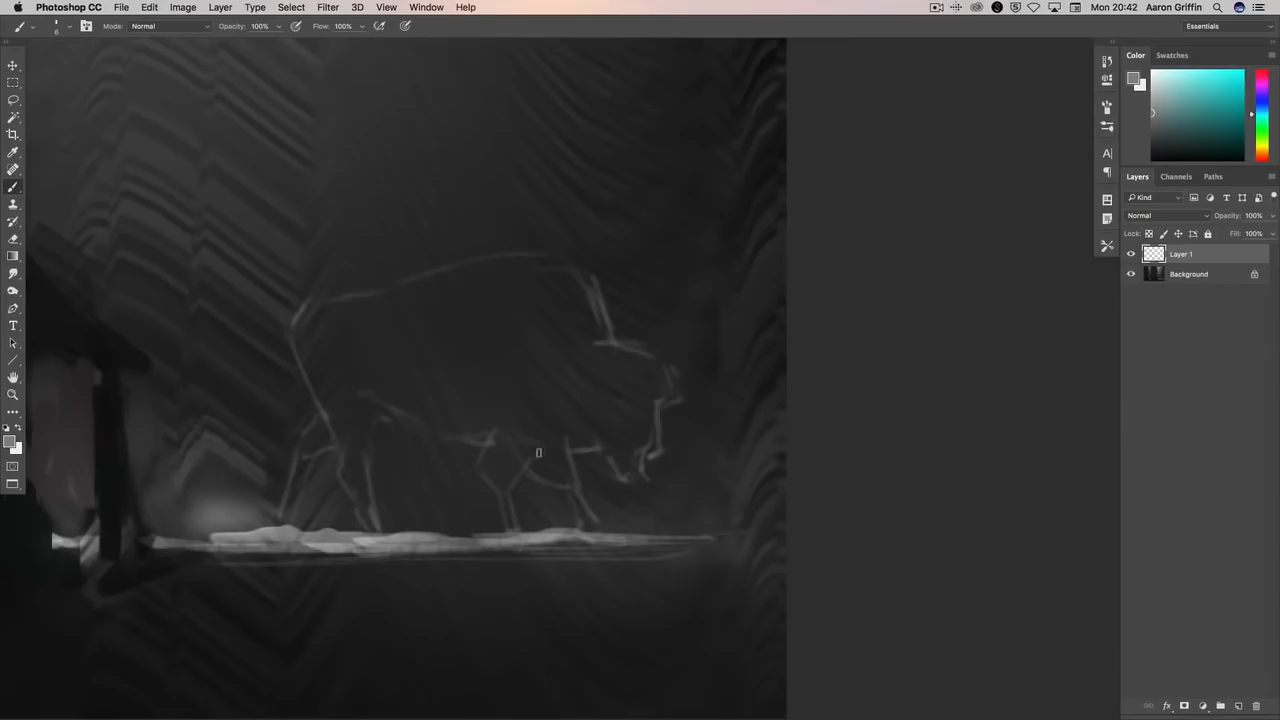 Photoshop CC File Edit Image Layer Type Select Filter 3D View Window Help Mon 20:42 Aaron Griffin
6 Mode: Normal Opacity: 100% Flow: 100% Essentials
Color Swatches
Layers Channels Paths
Kind
Normal Opacity: 100%
Lock: Fill: 100%
Layer 1
Background